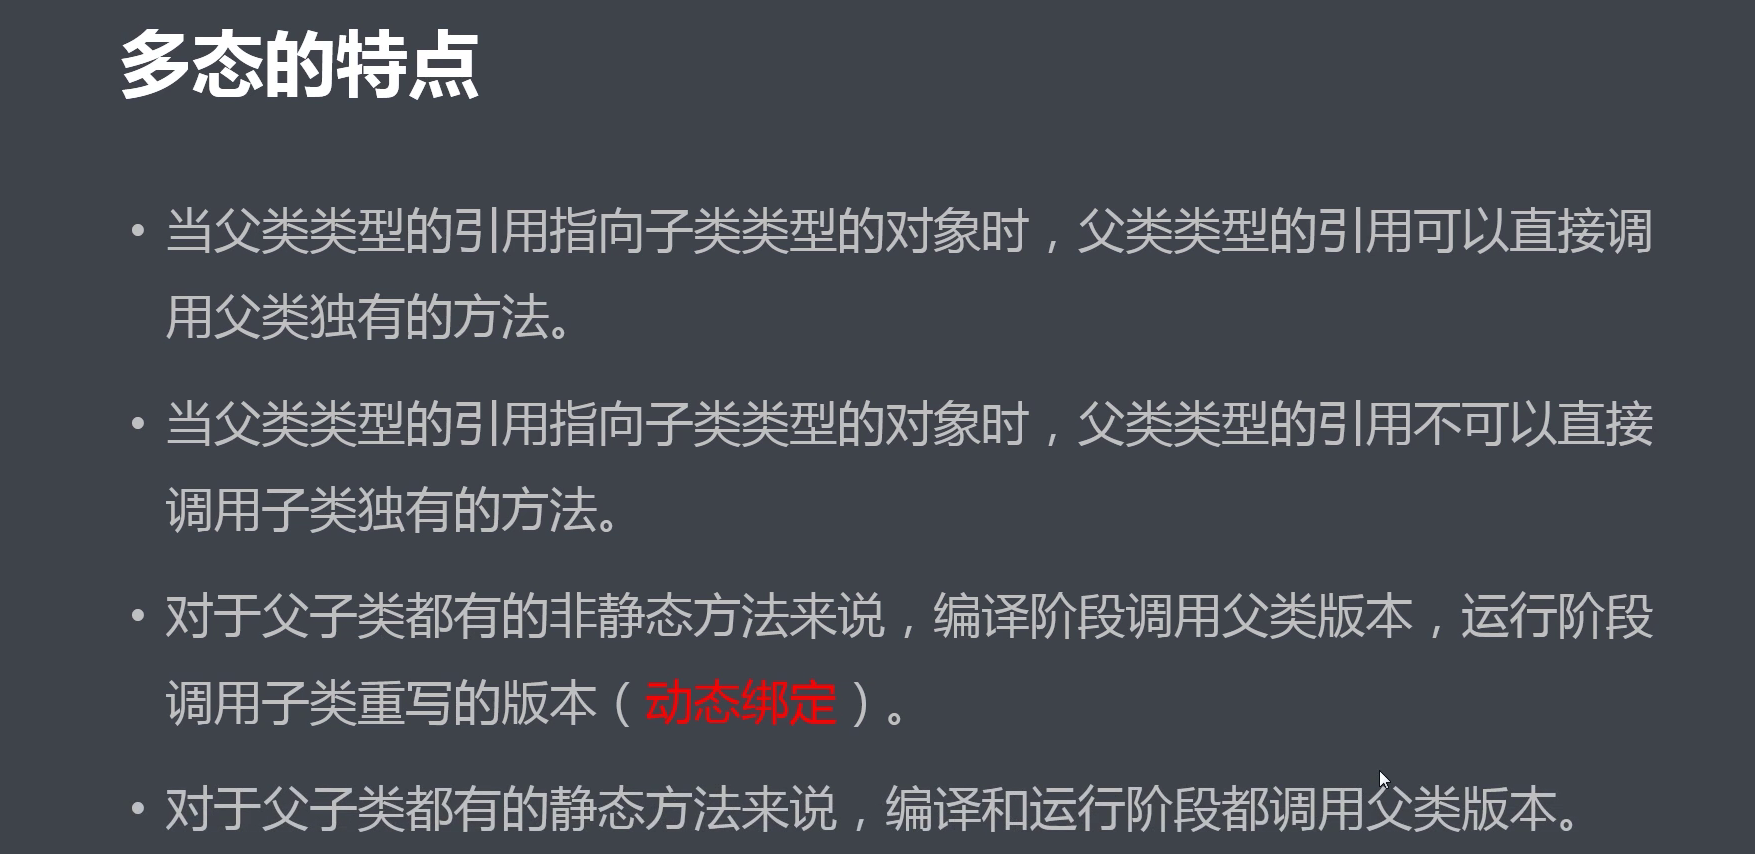 多态的特点
• 当父类类型的引用指向子类类型的对象时，父类类型的引用可以直接调
用父类独有的方法。
• 当父类类型的引用指向子类类型的对象时，父类类型的引用不可以直接
调用子类独有的方法。
• 对于父子类都有的非静态方法来说，编译阶段调用父类版本，运行阶段
调用子类重写的版本（动态绑定）。
• 对于父子类都有的静态方法来说，编译和运行阶段都调用父类版本。